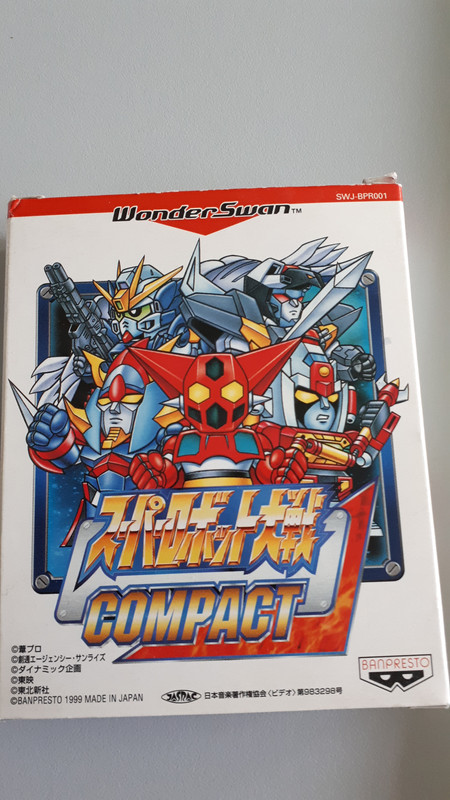 SWJ-BPR001
WonderSwan™
スーパーロボット大戦
COMPACT
©葦プロ
©創通エージェンシー・サンライズ
©ダイナミック企画
©東映
©東北新社
©BANPRESTO 1999 MADE IN JAPAN
JASRAC 日本音楽著作権協会〈ビデオ〉第983298号
BANPRESTO